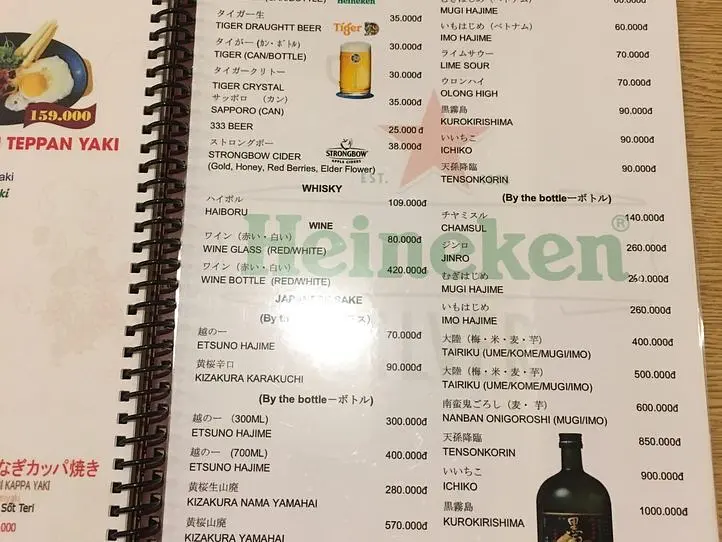 159.000
TEPPAN YAKI
aki
ki
なぎカッパ焼き
I KAPPA YAKI
Sốt Teri
.000
Heineken
タイガー生
TIGER DRAUGHTT BEER
35.000đ
Tiger
タイがー (カン・ボトル)
TIGER (CAN/BOTTLE)
30.000đ
タイガークリトー
TIGER CRYSTAL
30.000đ
サッポロ (カン)
SAPPORO (CAN)
35.000đ
333 BEER
25.000 đ
ストロングボー
STRONGBOW CIDER
38.000đ
STRONGBOW
APPLE CIDERS
(Gold, Honey, Red Berries, Elder Flower)
WHISKY
ハイボル
HAIBORU
109.000đ
WINE
ワイン (赤い・白い)
WINE GLASS (RED/WHITE)
80.000đ
ワイン (赤い・白い)
WINE BOTTLE (RED/WHITE)
420.000đ
SAKE
(By
越の一
ETSUNO HAJIME
70.000đ
黄桜辛口
KIZAKURA KARAKUCHI
90.000đ
(By the bottleーボトル)
越の一 (300ML)
ETSUNO HAJIME
300.000đ
越の一 (700ML)
ETSUNO HAJIME
400.000đ
黄桜生山廃
KIZAKURA NAMA YAMAHAI
280.000đ
黄桜山廃
KIZAKURA YAMAHAI
570.000đ
MUGI HAJIME
いもはじめ (ベトナム)
IMO HAJIME
60.000đ
ライムサワー
LIME SOUR
70.000đ
ウロンハイ
OLONG HIGH
70.000đ
黒霧島
KUROKIRISHIMA
90.000đ
いいちこ
ICHIKO
90.000đ
天孫降臨
TENSONKORIN
90.000đ
(By the bottleーボトル)
チャミスル
CHAMSUL
140.000đ
ジンロ
JINRO
260.000đ
むぎはじめ
MUGI HAJIME
いもはじめ
IMO HAJIME
260.000đ
大陸 (梅・米・麦・芋)
TAIRIKU (UME/KOME/MUGI/IMO)
400.000đ
大陸 (梅・米・麦・芋)
TAIRIKU (UME/KOME/MUGI/IMO)
500.000đ
南蛮鬼ごろし (麦・ 芋)
NANBAN ONIGOROSHI (MUGI/IMO)
600.000đ
天孫降臨
TENSONKORIN
850.000đ
いいちこ
ICHIKO
900.000đ
黒霧島
KUROKIRISHIMA
1000.000đ
EST.
Heineken®